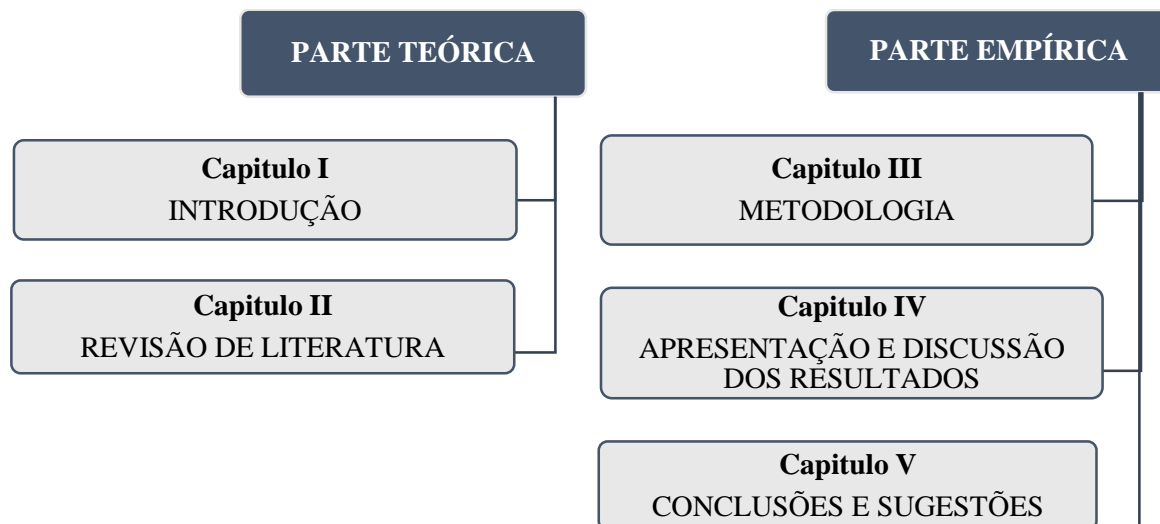 PARTE TEÓRICA
Capitulo I
INTRODUÇÃO
Capitulo II
REVISÃO DE LITERATURA
PARTE EMPÍRICA
Capitulo III
METODOLOGIA
Capitulo IV
APRESENTAÇÃO E DISCUSSÃO
DOS RESULTADOS
Capitulo V
CONCLUSÕES E SUGESTÕES